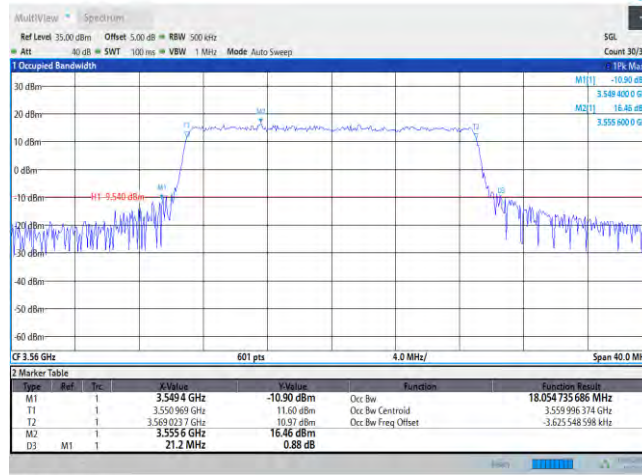 MultiView Spectrum
Ref Level 35.00 dBm Offset 5.00 dB RBW 500 kHz
SGL
Att 40 dB SWT 100 ms VBW 1 MHz Mode Auto Sweep
Count 30/3
1 Occupied Bandwidth
1Pk Ma
M1[1] -10.90 dB
3.549 400 0 G
M2[1] 16.46 dB
3.555 600 0 G
30 dBm
M2
T1
T2
10 dBm
0 dBm
M1
D3
-10 dBm
H1 -9.540 dBm
-20 dBm
-30 dBm
-40 dBm
-50 dBm
-60 dBm
CF 3.56 GHz 601 pts 4.0 MHz/ Span 40.0 MH
2 Marker Table
Type Ref Trc X-Value Y-Value Function Function Result
M1 1 3.549 4 GHz -10.90 dBm Occ Bw 18.054 735 686 MHz
T1 1 3.550 969 GHz 11.60 dBm Occ Bw Centroid 3.559 996 374 GHz
T2 1 3.569 023 7 GHz 10.97 dBm Occ Bw Freq Offset -3.625 548 598 kHz
M2 1 3.555 6 GHz 16.46 dBm
D3 M1 1 21.2 MHz 0.88 dB